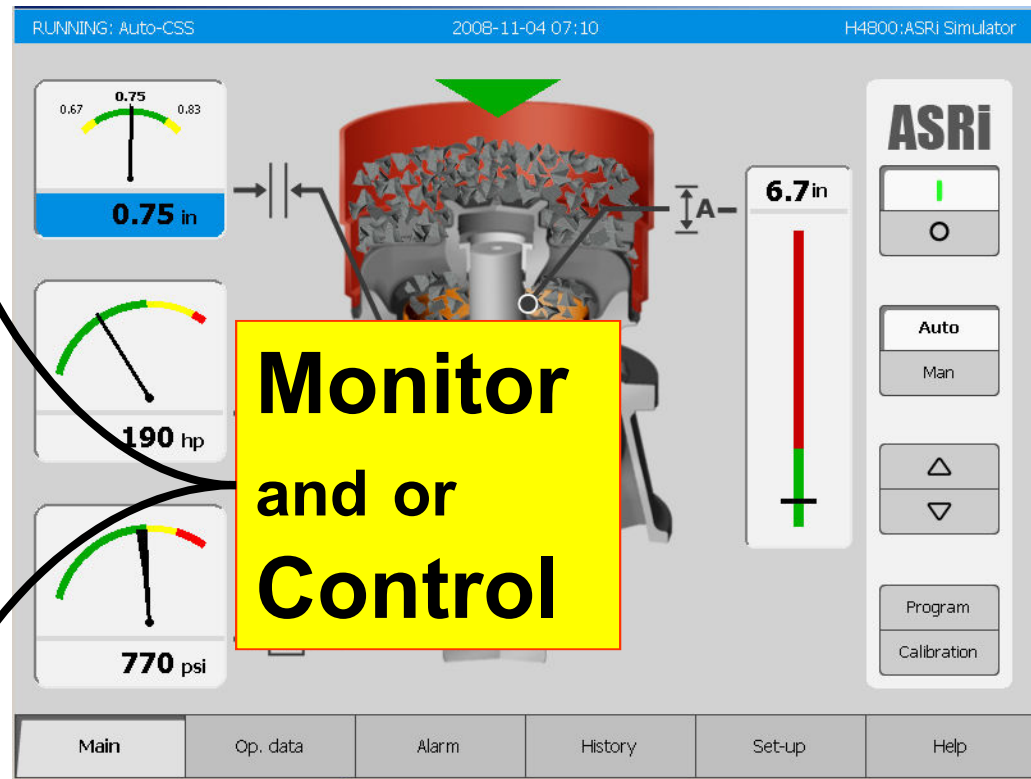 RUNNING: Auto-CSS 2008-11-04 07:10 H4800:ASRi Simulator
0.67 0.75 0.83
0.75 in
A
6.7in
ASRi
I
O
Auto
Man
190 hp
Monitor
and or
Control
770 psi
Program
Calibration
Main Op. data Alarm History Set-up Help